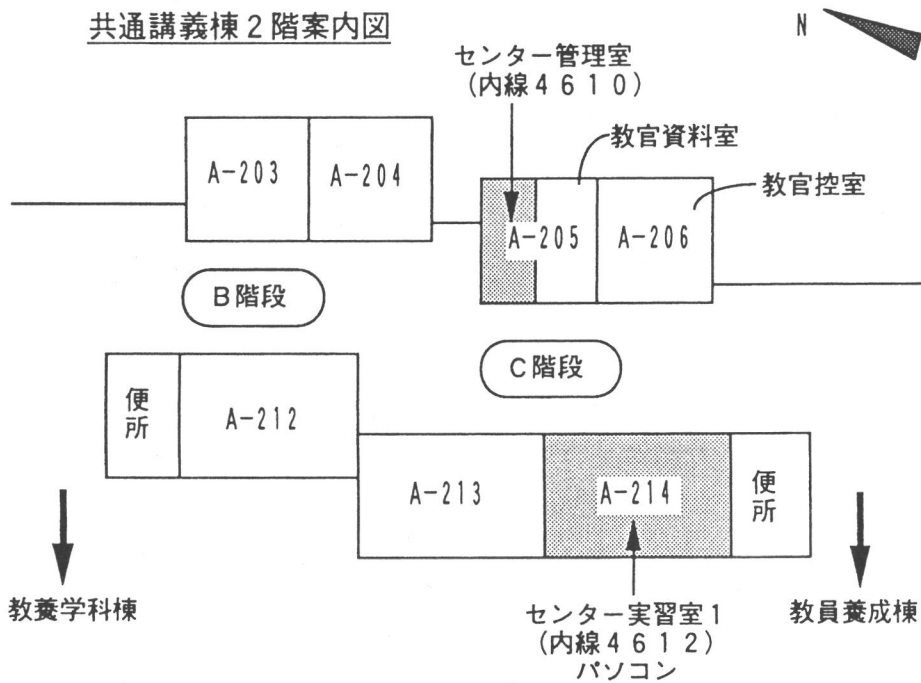 共通講義棟2階案内図
N
センター管理室
(内線4610)
教官資料室
教官控室
A-203
A-204
A-205
A-206
B階段
C階段
便所
A-212
A-213
A-214
便所
教養学科棟
センター実習室1
(内線4612)
パソコン
教員養成棟